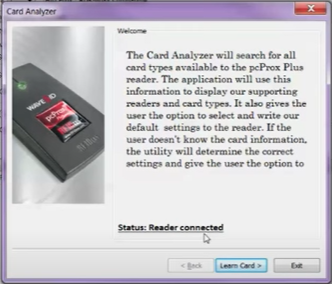 Card Analyzer
Welcome
The Card Analyzer will search for all
card types available to the pcProx Plus
reader. The application will use this
information to display our supporting
readers and card types. It also gives the
user the option to select and write our
default settings to the reader. If the
user doesn't know the card information,
the utility will determine the correct
settings and give the user the option to
WAVE ID
pcProx
Status: Reader connected
< Back
Learn Card >
Exit